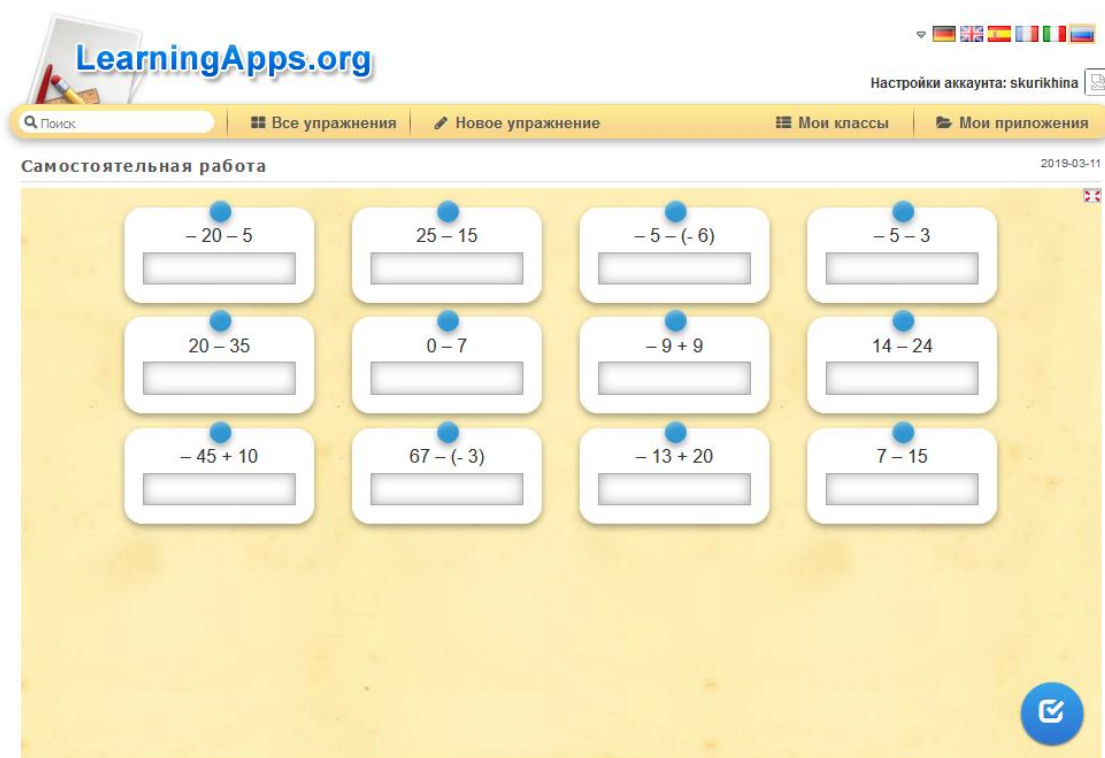 LearningApps.org
Настройки аккаунта: skurikhina
Поиск
Все упражнения
Новое упражнение
Мои классы
Мои приложения
Самостоятельная работа
2019-03-11
– 20 – 5
25 – 15
– 5 – (- 6)
– 5 – 3
20 – 35
0 – 7
– 9 + 9
14 – 24
– 45 + 10
67 – (- 3)
– 13 + 20
7 – 15